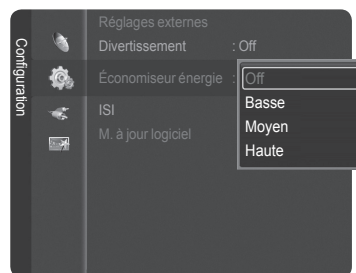 Configuration
Réglages externes
Divertissement : Off
Économiseur énergie : Off
Basse
ISI
Moyen
M. à jour logiciel
Haute